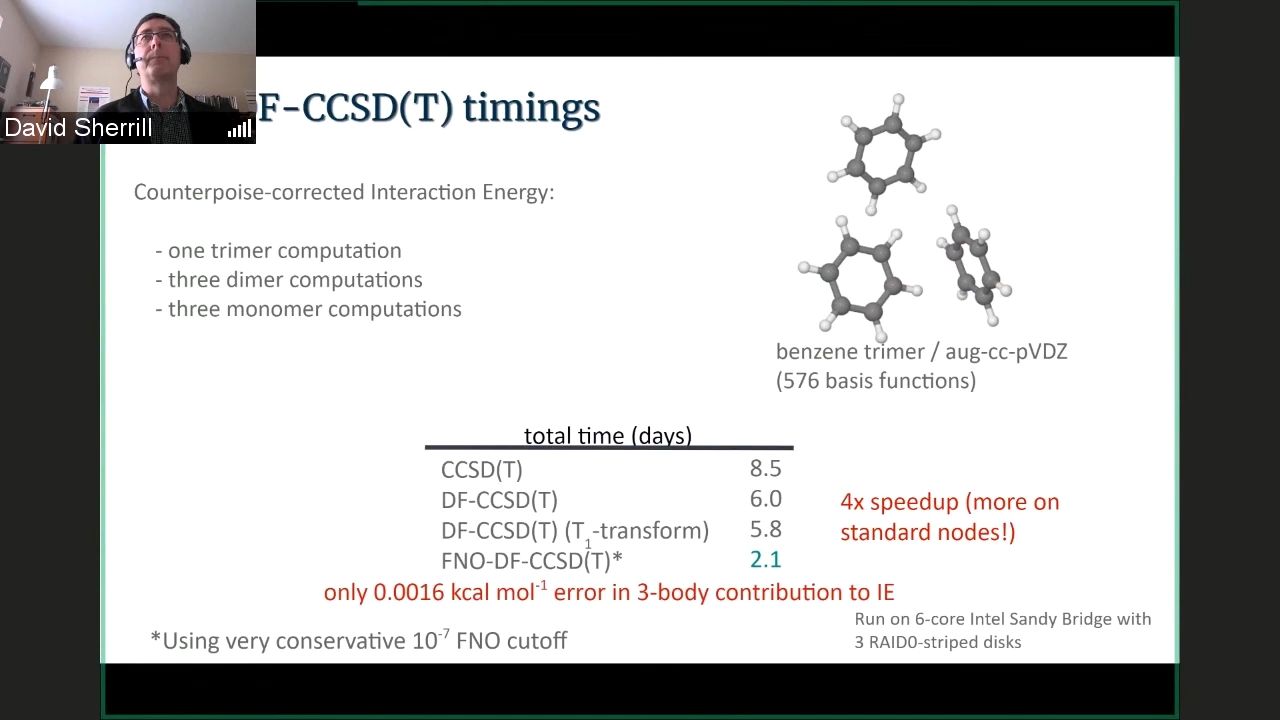 David Sherrill
F-CCSD(T) timings
Counterpoise-corrected Interaction Energy:
- one trimer computation
- three dimer computations
- three monomer computations
benzene trimer / aug-cc-pVDZ
(576 basis functions)
total time (days)
CCSD(T) 8.5
DF-CCSD(T) 6.0
DF-CCSD(T) (T1-transform) 5.8
FNO-DF-CCSD(T)* 2.1
4x speedup (more on
standard nodes!)
only 0.0016 kcal mol-1 error in 3-body contribution to IE
*Using very conservative 10-7 FNO cutoff
Run on 6-core Intel Sandy Bridge with
3 RAID0-striped disks